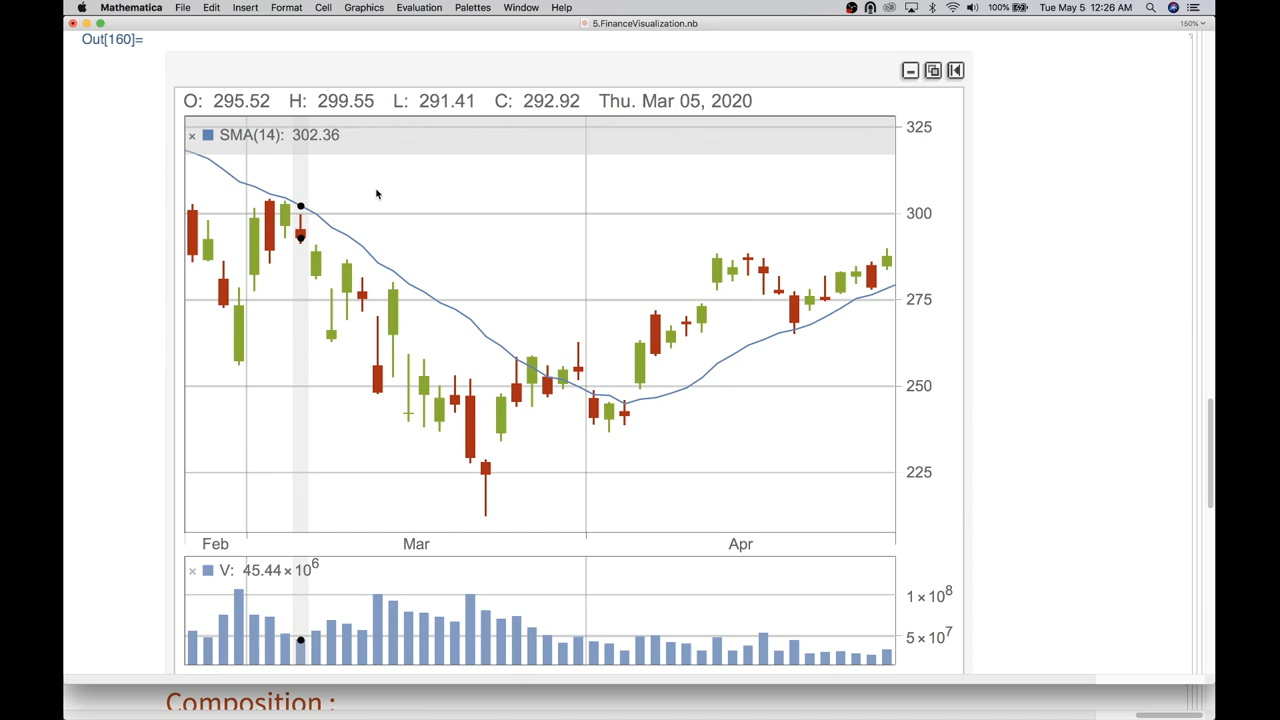 Mathematica File Edit Insert Format Cell Graphics Evaluation Palettes Window Help 100% Tue May 5 12:26 AM
5.FinanceVisualization.nb 150%
Out[160]=
O: 295.52 H: 299.55 L: 291.41 C: 292.92 Thu. Mar 05, 2020
× SMA(14): 302.36
325
300
275
250
225
Feb Mar Apr
× V: 45.44×10⁶
1×10⁸
5×10⁷
Composition :